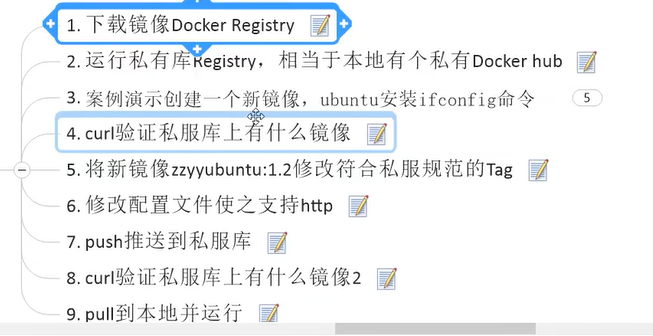 1. 下载镜像Docker Registry
2. 运行私有库Registry，相当于本地有个私有Docker hub
3. 案例演示创建一个新镜像，ubuntu安装ifconfig命令 5
4. curl验证私服库上有什么镜像
5. 将新镜像zzyyubuntu:1.2修改符合私服规范的Tag
6. 修改配置文件使之支持http
7. push推送到私服库
8. curl验证私服库上有什么镜像2
9. pull到本地并运行